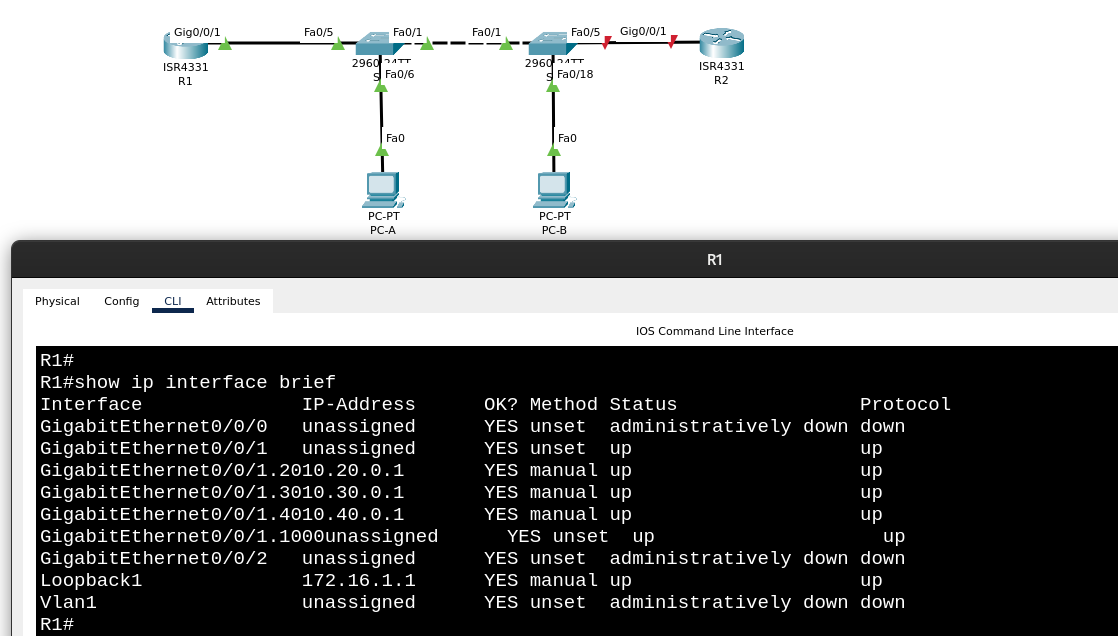 Gig0/0/1 Fa0/5 Fa0/1 Fa0/1 Fa0/5 Gig0/0/1
ISR4331 2960-24TT 2960-24TT ISR4331
R1 S Fa0/6 S Fa0/18 R2
Fa0 Fa0
PC-PT PC-PT
PC-A PC-B
R1
Physical Config CLI Attributes
IOS Command Line Interface
R1#
R1#show ip interface brief
Interface IP-Address OK? Method Status Protocol
GigabitEthernet0/0/0 unassigned YES unset administratively down down
GigabitEthernet0/0/1 unassigned YES unset up up
GigabitEthernet0/0/1.2010.20.0.1 YES manual up up
GigabitEthernet0/0/1.3010.30.0.1 YES manual up up
GigabitEthernet0/0/1.4010.40.0.1 YES manual up up
GigabitEthernet0/0/1.1000unassigned YES unset up up
GigabitEthernet0/0/2 unassigned YES unset administratively down down
Loopback1 172.16.1.1 YES manual up up
Vlan1 unassigned YES unset administratively down down
R1#